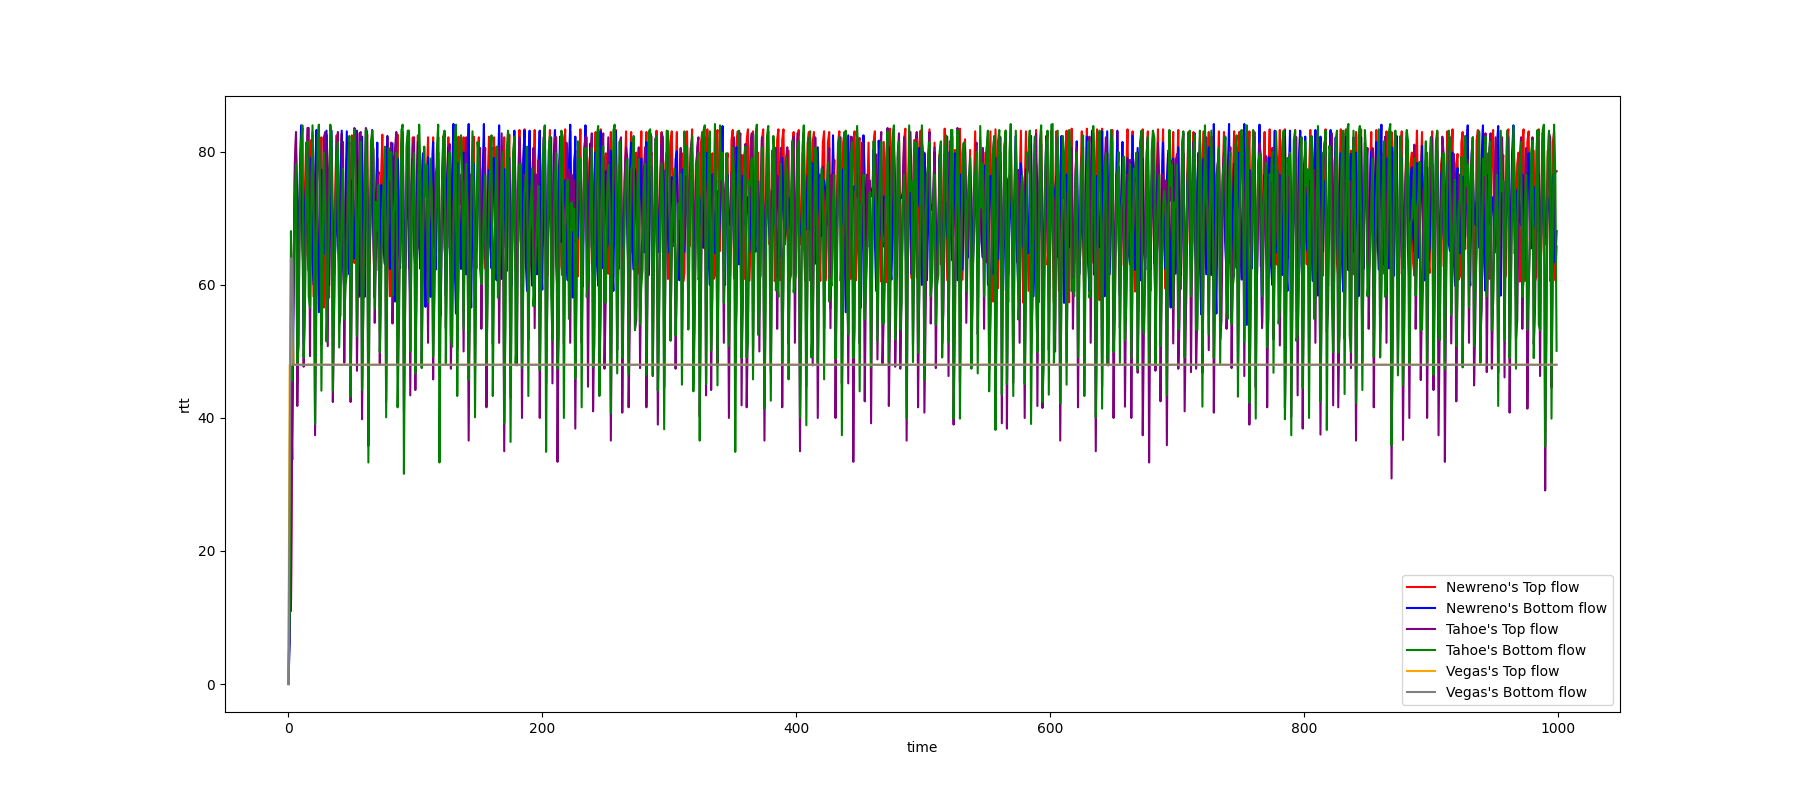 80
60
40
20
0
rtt
0 200 400 600 800 1000
time
Newreno's Top flow
Newreno's Bottom flow
Tahoe's Top flow
Tahoe's Bottom flow
Vegas's Top flow
Vegas's Bottom flow